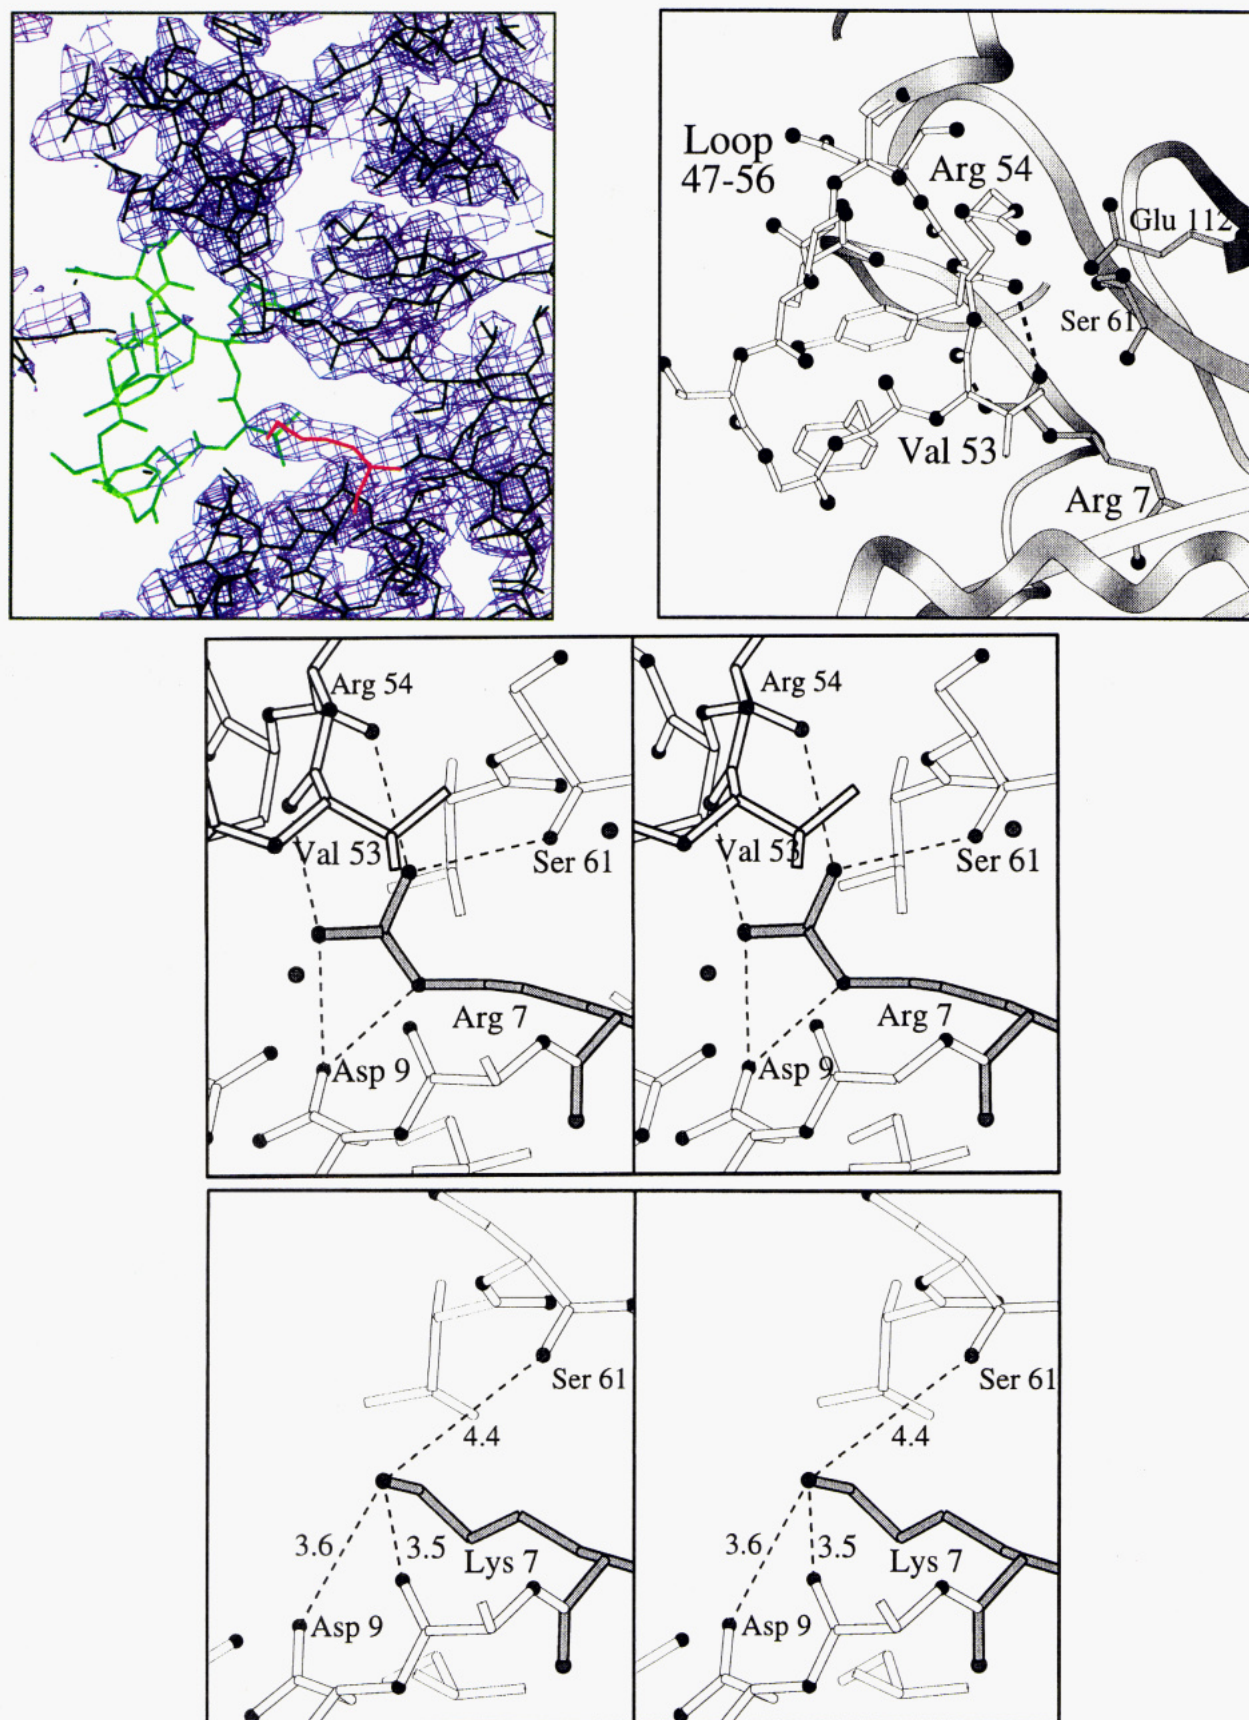 Loop
47-56
Arg 54
Glu 112
Ser 61
Val 53
Arg 7
Arg 54
Arg 54
Val 53
Ser 61
Val 53
Ser 61
Arg 7
Arg 7
Asp 9
Asp 9
Ser 61
Ser 61
4.4
4.4
3.6
3.5
Lys 7
3.6
3.5
Lys 7
Asp 9
Asp 9